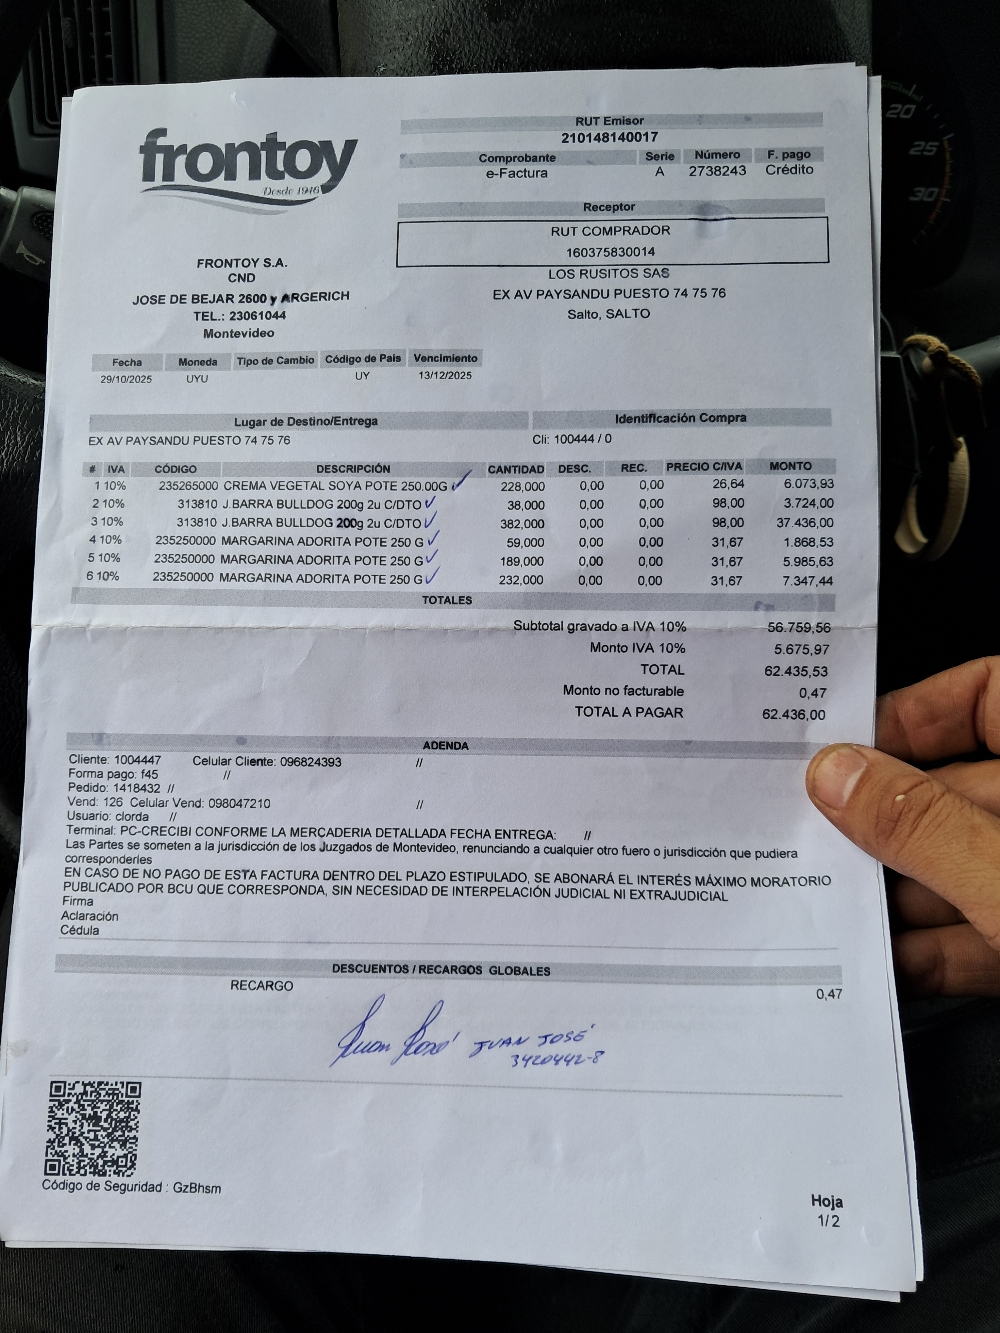 frontoy
Desde 1946
RUT Emisor
210148140017
Comprobante Serie Número F. pago
e-Factura A 2738243 Crédito
Receptor
RUT COMPRADOR
160375830014
LOS RUSITOS SAS
EX AV PAYSANDU PUESTO 74 75 76
Salto, SALTO
FRONTOY S.A.
CND
JOSE DE BEJAR 2600 y ARGERICH
TEL.: 23061044
Montevideo
Fecha Moneda Tipo de Cambio Código de Pais Vencimiento
29/10/2025 UYU UY 13/12/2025
Lugar de Destino/Entrega Identificación Compra
EX AV PAYSANDU PUESTO 74 75 76 Cli: 100444 / 0
# IVA CÓDIGO DESCRIPCIÓN CANTIDAD DESC. REC. PRECIO C/IVA MONTO
1 10% 235265000 CREMA VEGETAL SOYA POTE 250.00G 228,000 0,00 0,00 26,64 6.073,93
2 10% 313810 J.BARRA BULLDOG 200g 2u C/DTO 38,000 0,00 0,00 98,00 3.724,00
3 10% 313810 J.BARRA BULLDOG 200g 2u C/DTO 382,000 0,00 0,00 98,00 37.436,00
4 10% 235250000 MARGARINA ADORITA POTE 250 G 59,000 0,00 0,00 31,67 1.868,53
5 10% 235250000 MARGARINA ADORITA POTE 250 G 189,000 0,00 0,00 31,67 5.985,63
6 10% 235250000 MARGARINA ADORITA POTE 250 G 232,000 0,00 0,00 31,67 7.347,44
TOTALES
Subtotal gravado a IVA 10% 56.759,56
Monto IVA 10% 5.675,97
TOTAL 62.435,53
Monto no facturable 0,47
TOTAL A PAGAR 62.436,00
ADENDA
Cliente: 1004447 Celular Cliente: 096824393 //
Forma pago: f45 //
Pedido: 1418432 //
Vend: 126 Celular Vend: 098047210 //
Usuario: clorda //
Terminal: PC-CRECIBI CONFORME LA MERCADERIA DETALLADA FECHA ENTREGA: //
Las Partes se someten a la jurisdicción de los Juzgados de Montevideo, renunciando a cualquier otro fuero o jurisdicción que pudiera
corresponderles
EN CASO DE NO PAGO DE ESTA FACTURA DENTRO DEL PLAZO ESTIPULADO, SE ABONARÁ EL INTERÉS MÁXIMO MORATORIO
PUBLICADO POR BCU QUE CORRESPONDA, SIN NECESIDAD DE INTERPELACIÓN JUDICIAL NI EXTRAJUDICIAL
Firma
Aclaración
Cédula
DESCUENTOS / RECARGOS GLOBALES
RECARGO 0,47
Juan José JUAN JOSÉ
3420442-8
Código de Seguridad : GzBhsm
Hoja
1/2
20
25
30